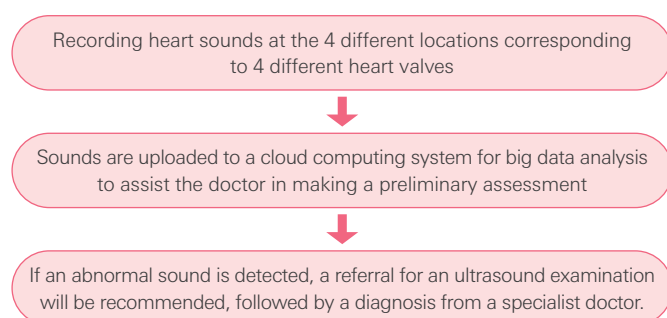 Recording heart sounds at the 4 different locations corresponding
to 4 different heart valves
Sounds are uploaded to a cloud computing system for big data analysis
to assist the doctor in making a preliminary assessment
If an abnormal sound is detected, a referral for an ultrasound examination
will be recommended, followed by a diagnosis from a specialist doctor.